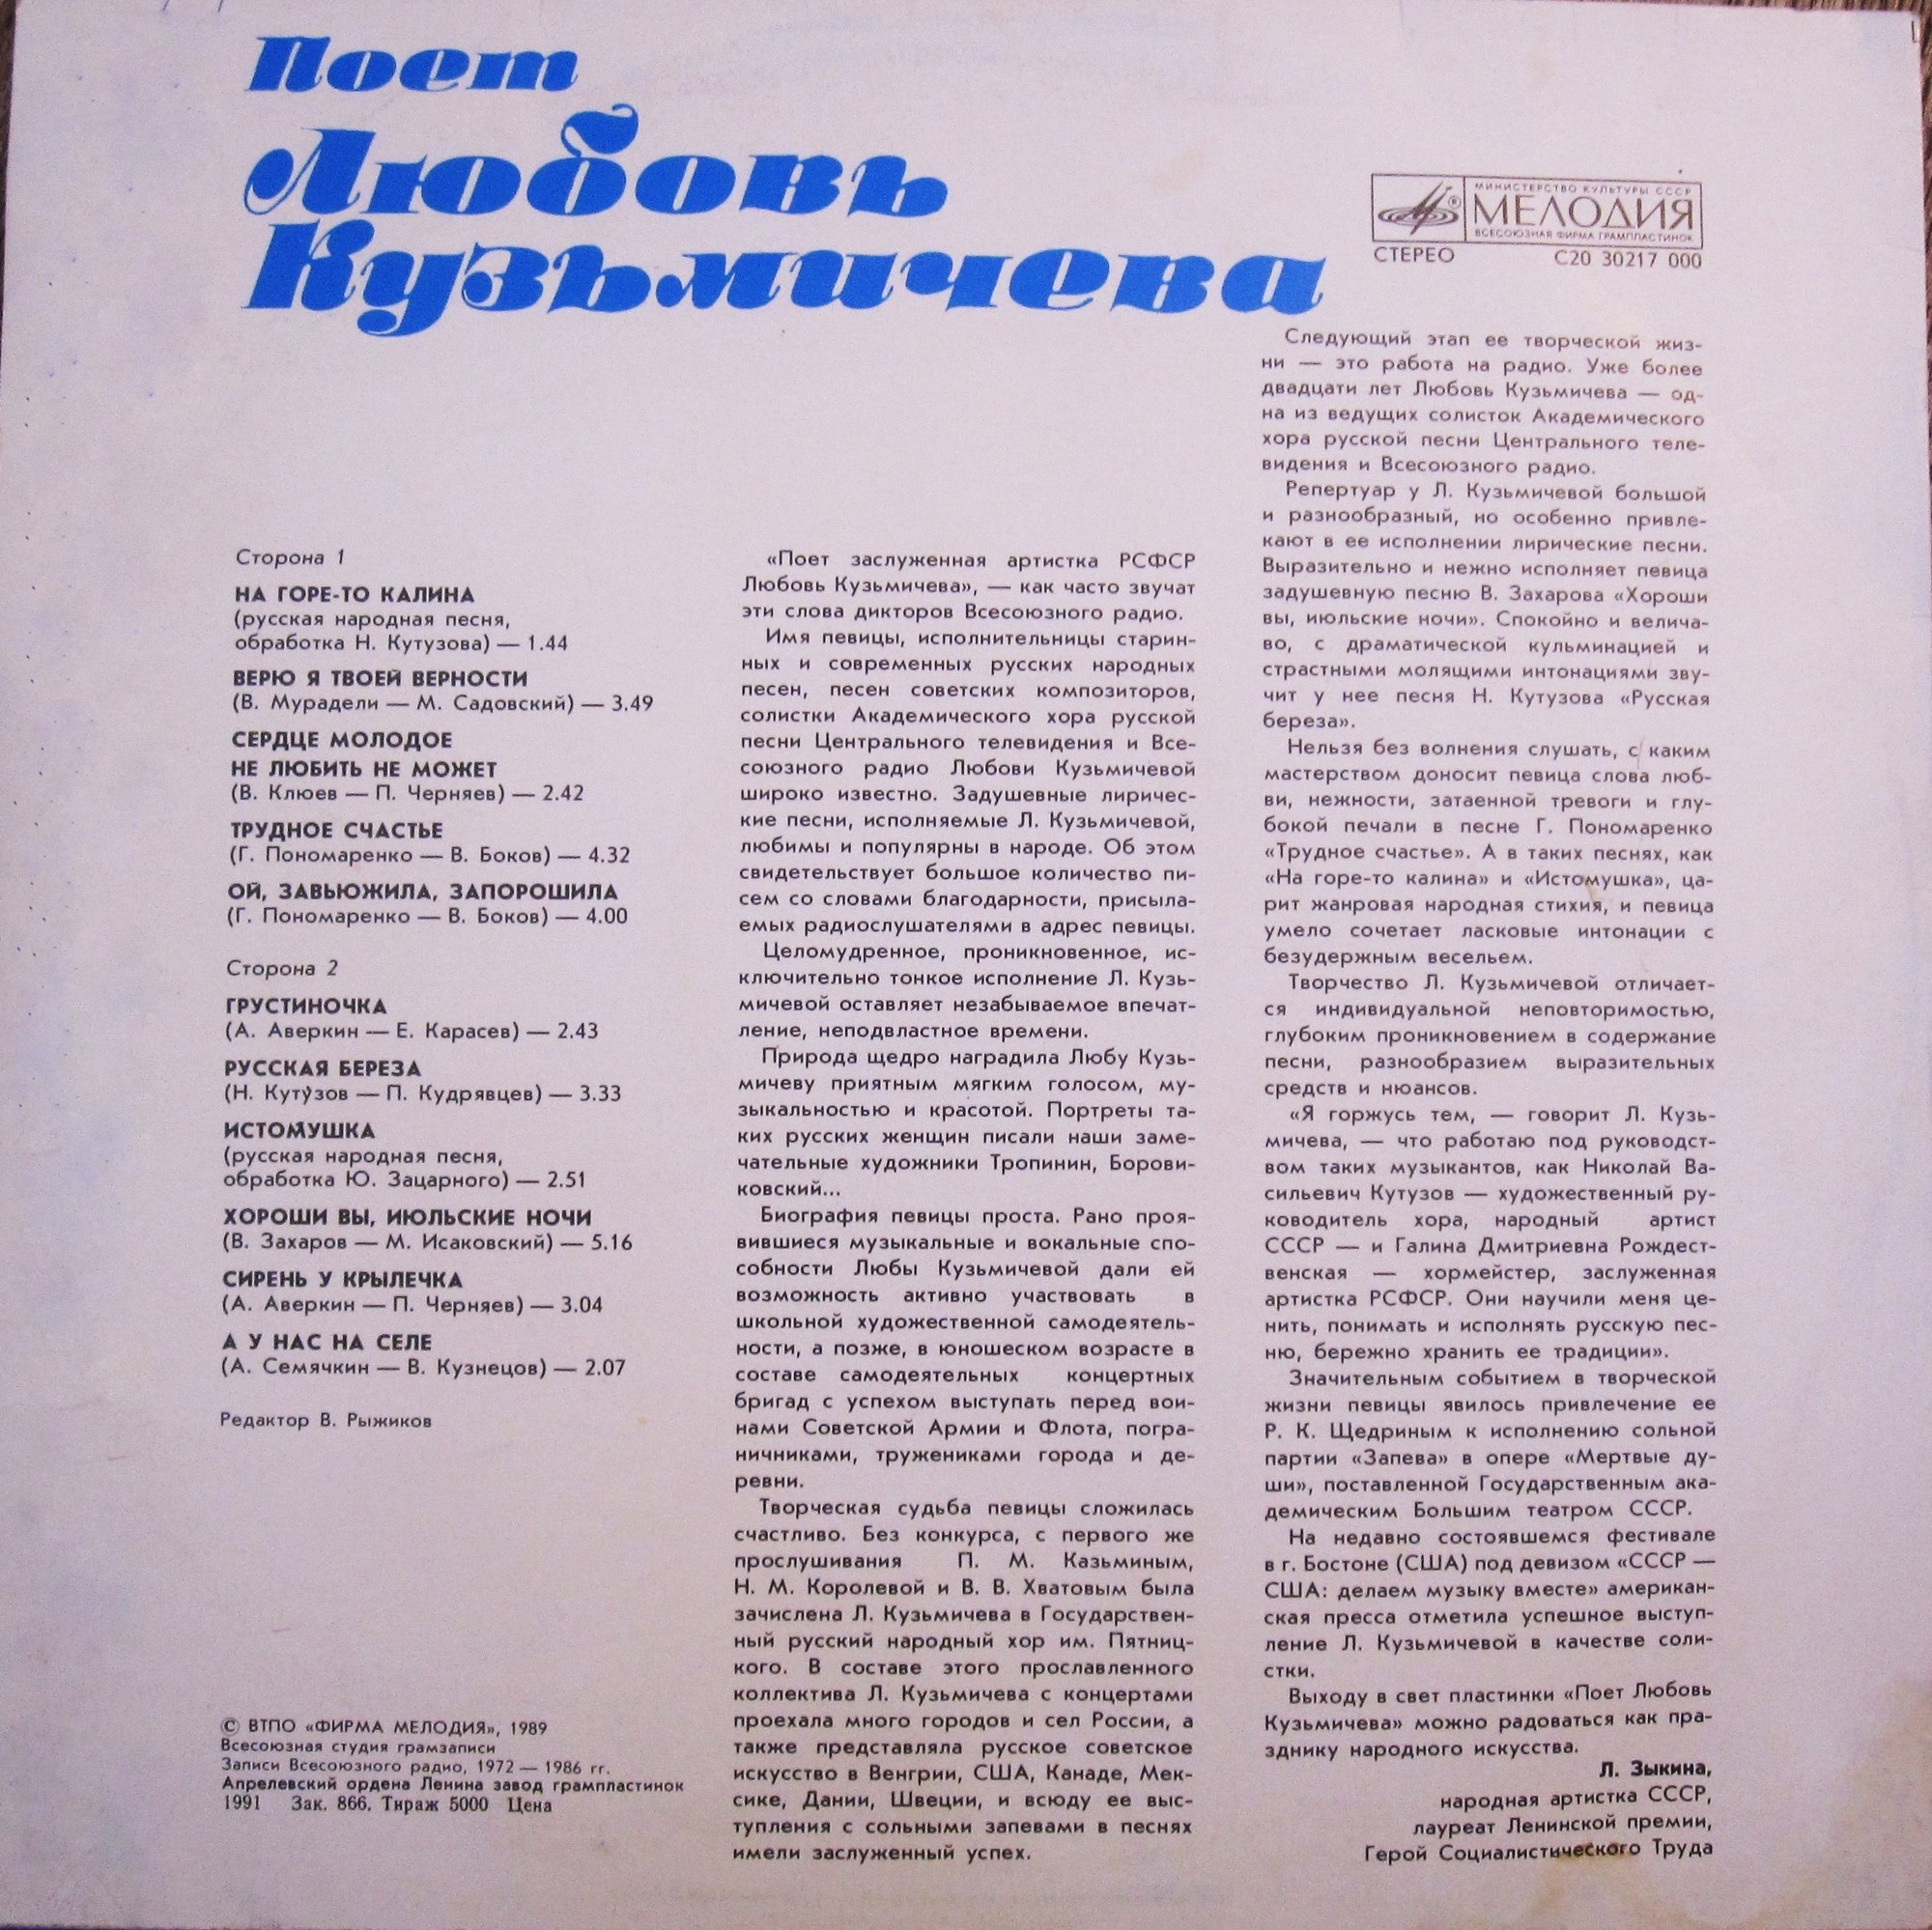 Поет
Любовь
Кузьмичева
МИНИСТЕРСТВО КУЛЬТУРЫ СССР
МЕЛОДИЯ
ВСЕСОЮЗНАЯ ФИРМА ГРАМПЛАСТИНОК
СТЕРЕО С20 30217 000
Сторона 1
НА ГОРЕ-ТО КАЛИНА
(русская народная песня,
обработка Н. Кутузова) — 1.44
ВЕРЮ Я ТВОЕЙ ВЕРНОСТИ
(В. Мурадели — М. Садовский) — 3.49
СЕРДЦЕ МОЛОДОЕ
НЕ ЛЮБИТЬ НЕ МОЖЕТ
(В. Клюев — П. Черняев) — 2.42
ТРУДНОЕ СЧАСТЬЕ
(Г. Пономаренко — В. Боков) — 4.32
ОЙ, ЗАВЬЮЖИЛА, ЗАПОРОШИЛА
(Г. Пономаренко — В. Боков) — 4.00
Сторона 2
ГРУСТИНОЧКА
(А. Аверкин — Е. Карасев) — 2.43
РУССКАЯ БЕРЕЗА
(Н. Кутузов — П. Кудрявцев) — 3.33
ИСТОМУШКА
(русская народная песня,
обработка Ю. Зацарного) — 2.51
ХОРОШИ ВЫ, ИЮЛЬСКИЕ НОЧИ
(В. Захаров — М. Исаковский) — 5.16
СИРЕНЬ У КРЫЛЕЧКА
(А. Аверкин — П. Черняев) — 3.04
А У НАС НА СЕЛЕ
(А. Семячкин — В. Кузнецов) — 2.07
Редактор В. Рыжиков
© ВТПО «ФИРМА МЕЛОДИЯ», 1989
Всесоюзная студия грамзаписи
Записи Всесоюзного радио, 1972 — 1986 гг.
Апрелевский ордена Ленина завод грампластинок
1991 Зак. 866. Тираж 5000 Цена
«Поет заслуженная артистка РСФСР
Любовь Кузьмичева», — как часто звучат
эти слова дикторов Всесоюзного радио.
Имя певицы, исполнительницы старин-
ных и современных русских народных
песен, песен советских композиторов,
солистки Академического хора русской
песни Центрального телевидения и Все-
союзного радио Любови Кузьмичевой
широко известно. Задушевные лиричес-
кие песни, исполняемые Л. Кузьмичевой,
любимы и популярны в народе. Об этом
свидетельствует большое количество пи-
сем со словами благодарности, присыла-
емых радиослушателями в адрес певицы.
Целомудренное, проникновенное, ис-
ключительно тонкое исполнение Л. Кузь-
мичевой оставляет незабываемое впечат-
ление, неподвластное времени.
Природа щедро наградила Любу Кузь-
мичеву приятным мягким голосом, му-
зыкальностью и красотой. Портреты та-
ких русских женщин писали наши заме-
чательные художники Тропинин, Борови-
ковский...
Биография певицы проста. Рано проя-
вившиеся музыкальные и вокальные спо-
собности Любы Кузьмичевой дали ей
возможность активно участвовать в
школьной художественной самодеятель-
ности, а позже, в юношеском возрасте в
составе самодеятельных концертных
бригад с успехом выступать перед вои-
нами Советской Армии и Флота, погра-
ничниками, тружениками города и де-
ревни.
Творческая судьба певицы сложилась
счастливо. Без конкурса, с первого же
прослушивания П. М. Казьминым,
Н. М. Королевой и В. В. Хватовым была
зачислена Л. Кузьмичева в Государствен-
ный русский народный хор им. Пятниц-
кого. В составе этого прославленного
коллектива Л. Кузьмичева с концертами
проехала много городов и сел России, а
также представляла русское советское
искусство в Венгрии, США, Канаде, Мек-
сике, Дании, Швеции, и всюду ее выс-
тупления с сольными запевами в песнях
имели заслуженный успех.
Следующий этап ее творческой жиз-
ни — это работа на радио. Уже более
двадцати лет Любовь Кузьмичева — од-
на из ведущих солисток Академического
хора русской песни Центрального теле-
видения и Всесоюзного радио.
Репертуар у Л. Кузьмичевой большой
и разнообразный, но особенно привле-
кают в ее исполнении лирические песни.
Выразительно и нежно исполняет певица
задушевную песню В. Захарова «Хороши
вы, июльские ночи». Спокойно и велича-
во, с драматической кульминацией и
страстными молящими интонациями зву-
чит у нее песня Н. Кутузова «Русская
береза».
Нельзя без волнения слушать, с каким
мастерством доносит певица слова люб-
ви, нежности, затаенной тревоги и глу-
бокой печали в песне Г. Пономаренко
«Трудное счастье». А в таких песнях, как
«На горе-то калина» и «Истомушка», ца-
рит жанровая народная стихия, и певица
умело сочетает ласковые интонации с
безудержным весельем.
Творчество Л. Кузьмичевой отличает-
ся индивидуальной неповторимостью,
глубоким проникновением в содержание
песни, разнообразием выразительных
средств и нюансов.
«Я горжусь тем, — говорит Л. Кузь-
мичева, — что работаю под руководст-
вом таких музыкантов, как Николай Ва-
сильевич Кутузов — художественный ру-
ководитель хора, народный артист
СССР — и Галина Дмитриевна Рождест-
венская — хормейстер, заслуженная
артистка РСФСР. Они научили меня це-
нить, понимать и исполнять русскую пес-
ню, бережно хранить ее традиции».
Значительным событием в творческой
жизни певицы явилось привлечение ее
Р. К. Щедриным к исполнению сольной
партии «Запева» в опере «Мертвые ду-
ши», поставленной Государственным ака-
демическим Большим театром СССР.
На недавно состоявшемся фестивале
в г. Бостоне (США) под девизом «СССР —
США: делаем музыку вместе» американ-
ская пресса отметила успешное выступ-
ление Л. Кузьмичевой в качестве соли-
стки.
Выходу в свет пластинки «Поет Любовь
Кузьмичева» можно радоваться как пра-
зднику народного искусства.
Л. Зыкина,
народная артистка СССР,
лауреат Ленинской премии,
Герой Социалистического Труда